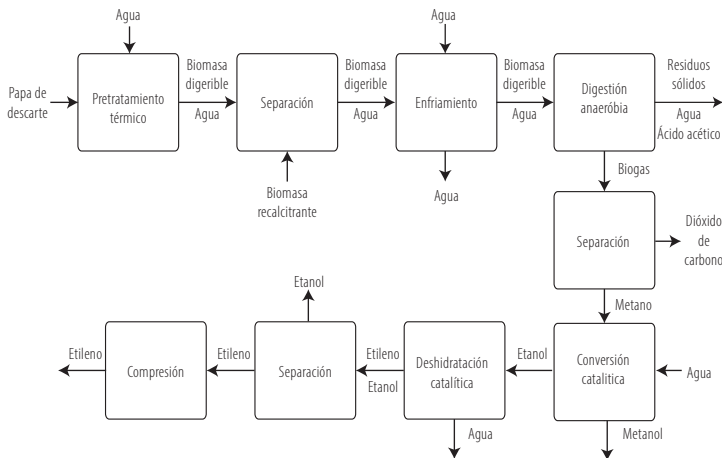 Agua
Agua
Papa de
descarte
Pretratamiento
térmico
Biomasa
digerible
Agua
Separación
Biomasa
digerible
Agua
Enfriamiento
Biomasa
digerible
Agua
Digestión
anaeróbia
Residuos
sólidos
Agua
Ácido acético
Biomasa
recalcitrante
Agua
Biogas
Separación
Dióxido
de
carbono
Metano
Etanol
Etileno
Compresión
Etileno
Separación
Etileno
Etanol
Deshidratación
catalítica
Etanol
Conversión
catalitica
Agua
Agua
Metanol